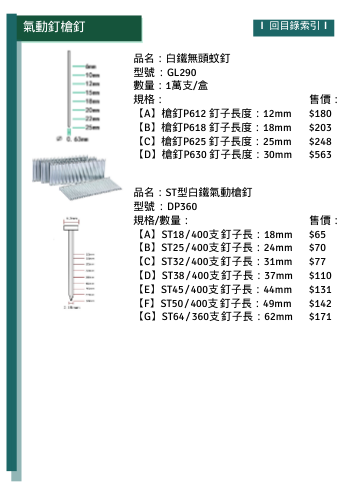 氣動釘槍釘
I 回目錄索引 I
品名：白鐵無頭蚊釘
型號：GL290
數量：1萬支/盒
規格： 售價：
【A】槍釘P612 釘子長度：12mm $180
【B】槍釘P618 釘子長度：18mm $203
【C】槍釘P625 釘子長度：25mm $248
【D】槍釘P630 釘子長度：30mm $563
10mm
12mm
15mm
18mm
20mm
22mm
25mm
品名：ST型白鐵氣動槍釘
型號：DP360
規格/數量： 售價：
【A】ST18/400支 釘子長：18mm $65
【B】ST25/400支 釘子長：24mm $70
【C】ST32/400支 釘子長：31mm $77
【D】ST38/400支 釘子長：37mm $110
【E】ST45/400支 釘子長：44mm $131
【F】ST50/400支 釘子長：49mm $142
【G】ST64/360支 釘子長：62mm $171